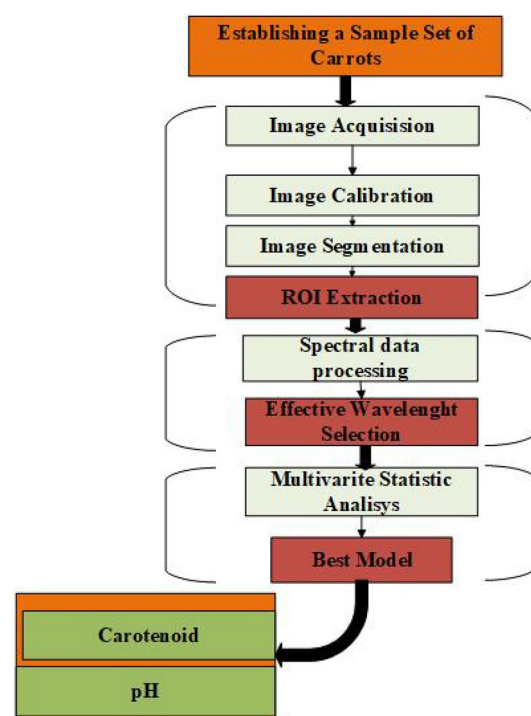 Establishing a Sample Set of
Carrots
Image Acquisision
Image Calibration
Image Segmentation
ROI Extraction
Spectral data
processing
Effective Wavelenght
Selection
Multivarite Statistic
Analisys
Best Model
Carotenoid
pH